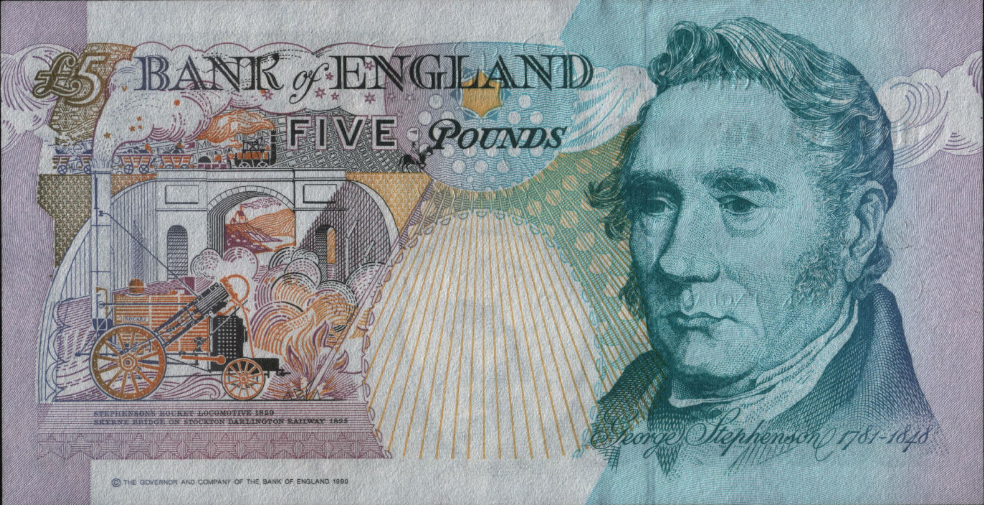 £5 BANK of ENGLAND
FIVE POUNDS
STEPHENSONS ROCKET LOCOMOTIVE 1829
SKYRNE BRIDGE ON STOCKTON DARLINGTON RAILWAY 1825
George Stephenson 1781-1848
© THE GOVERNOR AND COMPANY OF THE BANK OF ENGLAND 1990